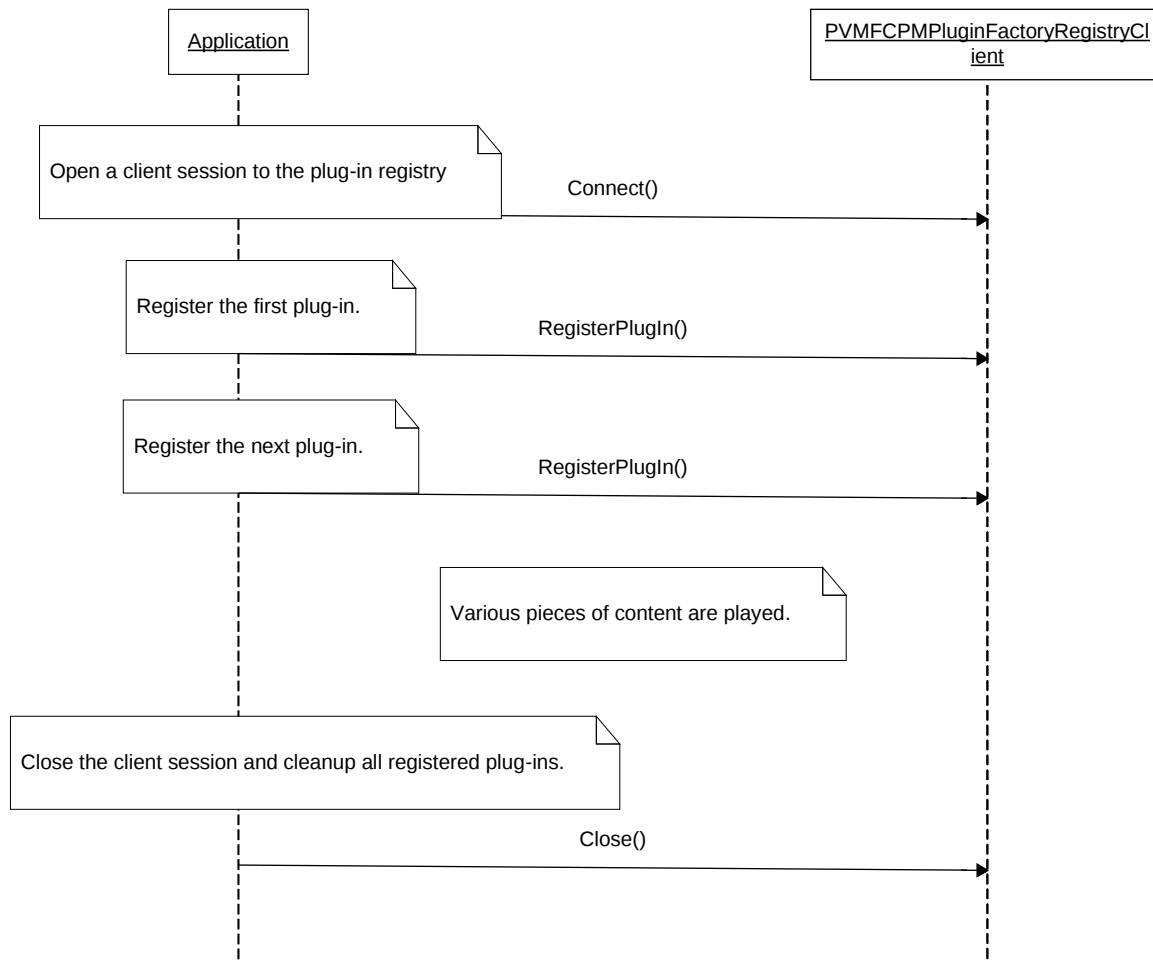 Application
PVMFCPMPluginFactoryRegistryCl
ient
Open a client session to the plug-in registry
Connect()
Register the first plug-in.
RegisterPlugIn()
Register the next plug-in.
RegisterPlugIn()
Various pieces of content are played.
Close the client session and cleanup all registered plug-ins.
Close()